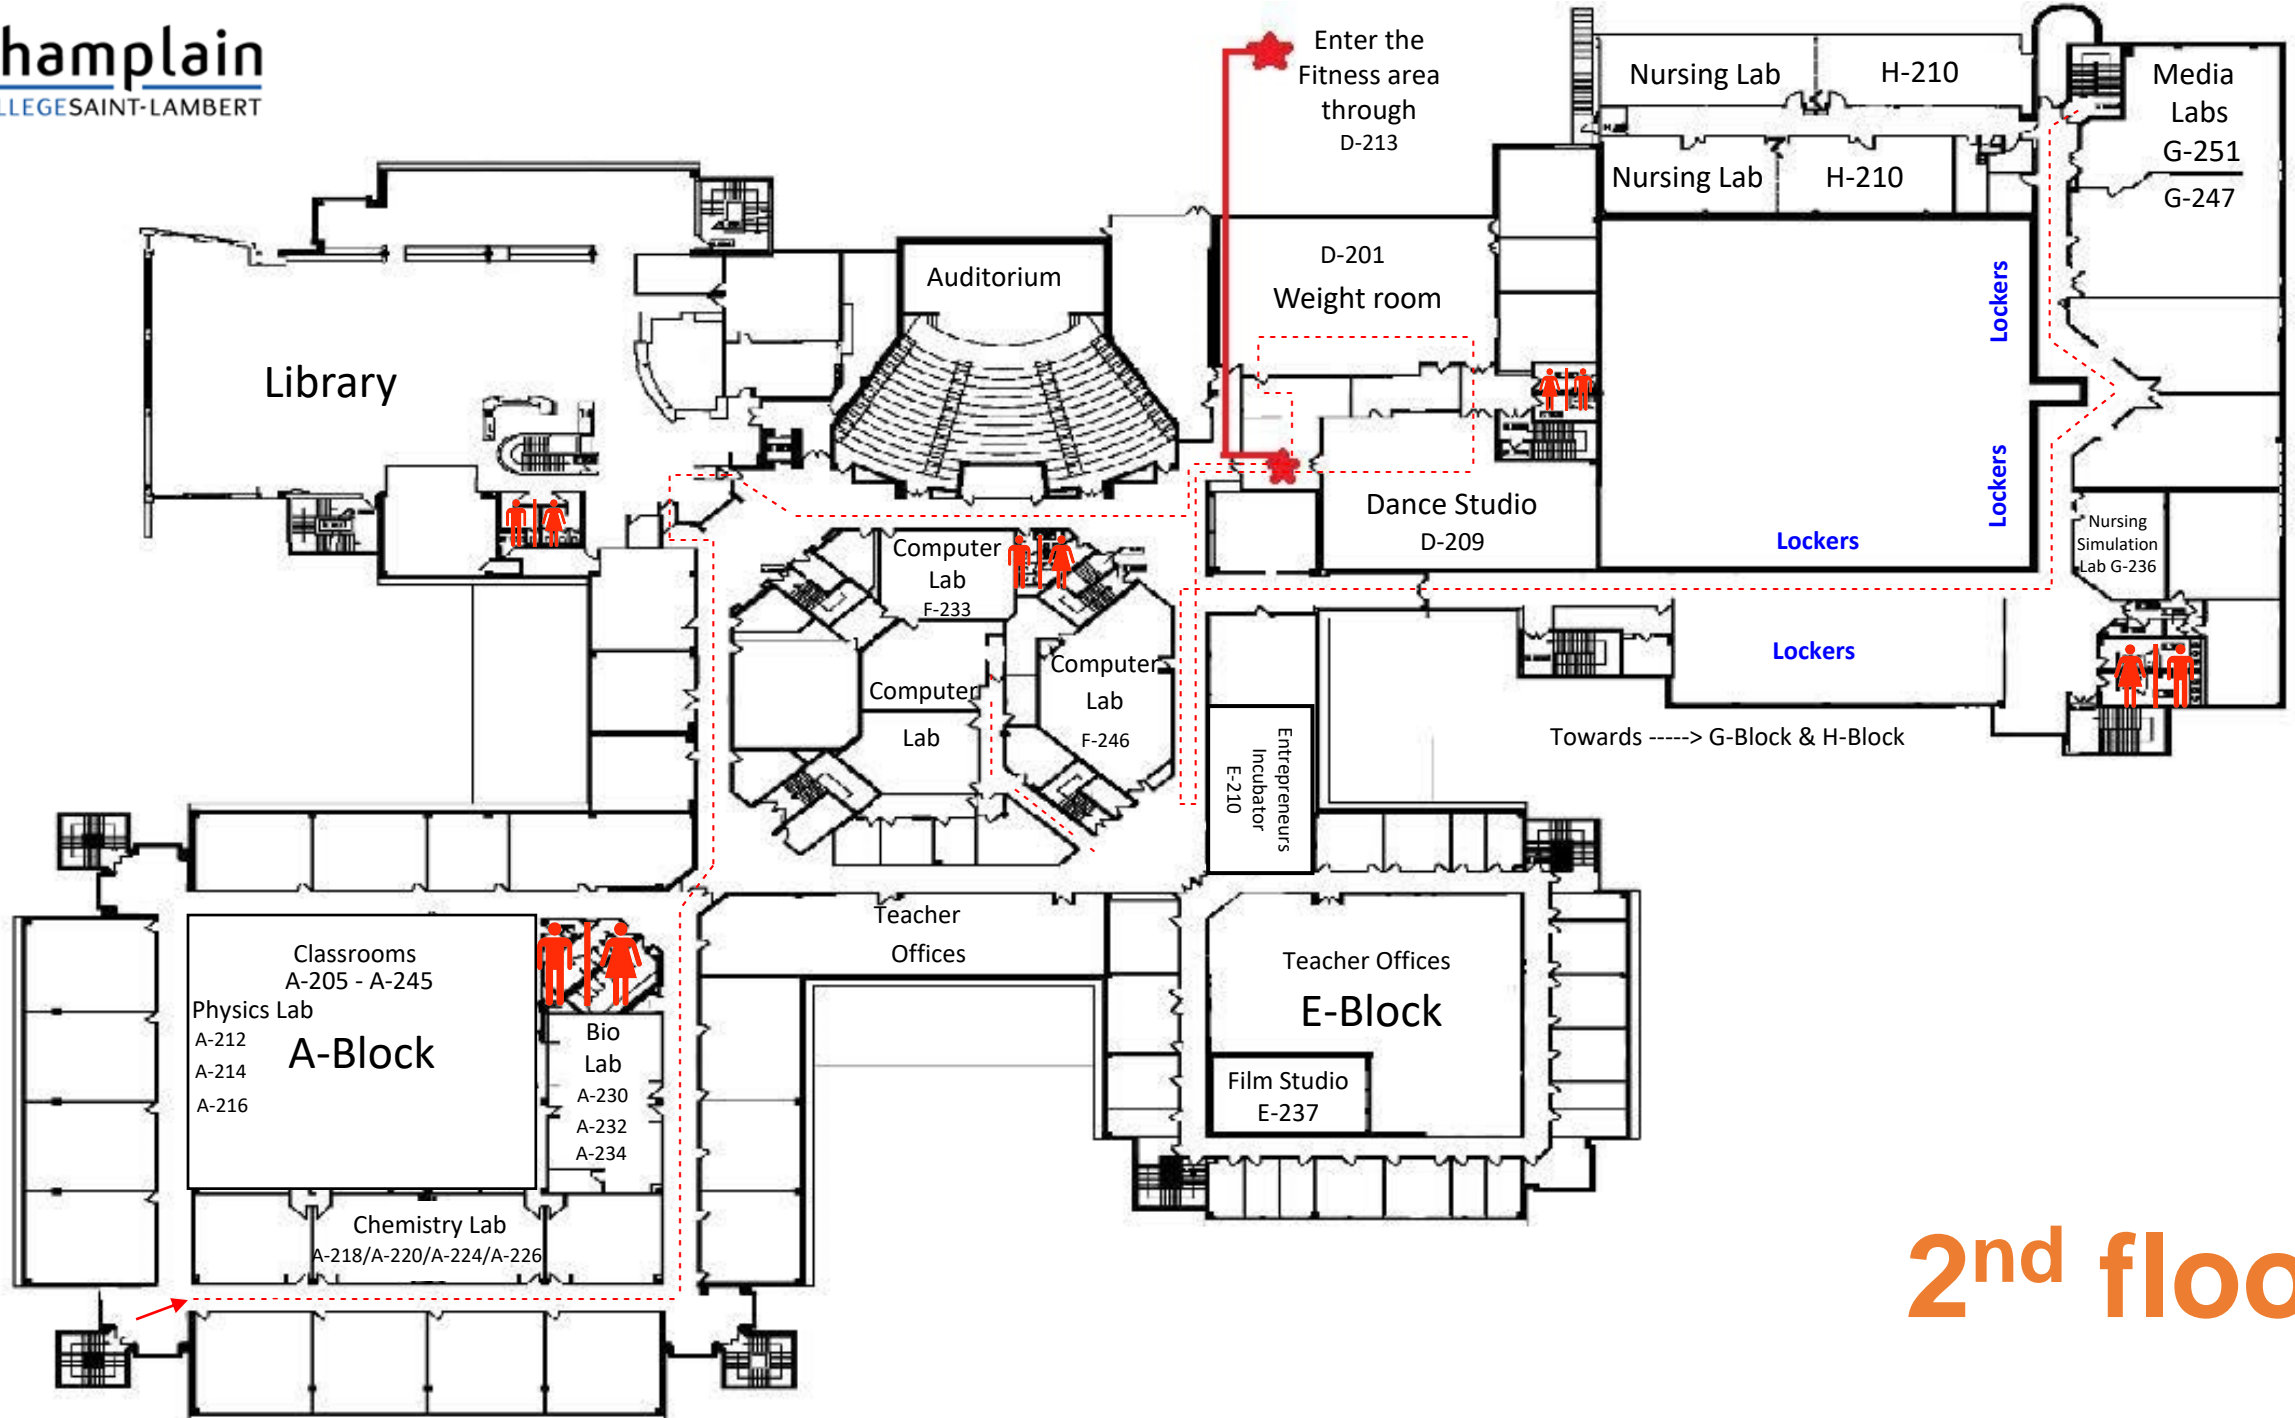 hamplain
LLEGESAINT-LAMBERT
Enter the
Fitness area
through
D-213
Nursing Lab
H-210
Nursing Lab
H-210
Media
Labs
G-251
G-247
Library
Auditorium
D-201
Weight room
Lockers
Lockers
Lockers
Lockers
Dance Studio
D-209
Nursing
Simulation
Lab G-236
Computer
Lab
F-233
Computer
Lab
Computer
Lab
F-246
Towards -----> G-Block & H-Block
Entrepreneurs
Incubator
E-210
Teacher
Offices
Classrooms
A-205 - A-245
Physics Lab
A-212
A-214
A-216
A-Block
Bio
Lab
A-230
A-232
A-234
Chemistry Lab
A-218/A-220/A-224/A-226
Teacher Offices
E-Block
Film Studio
E-237
2nd floo